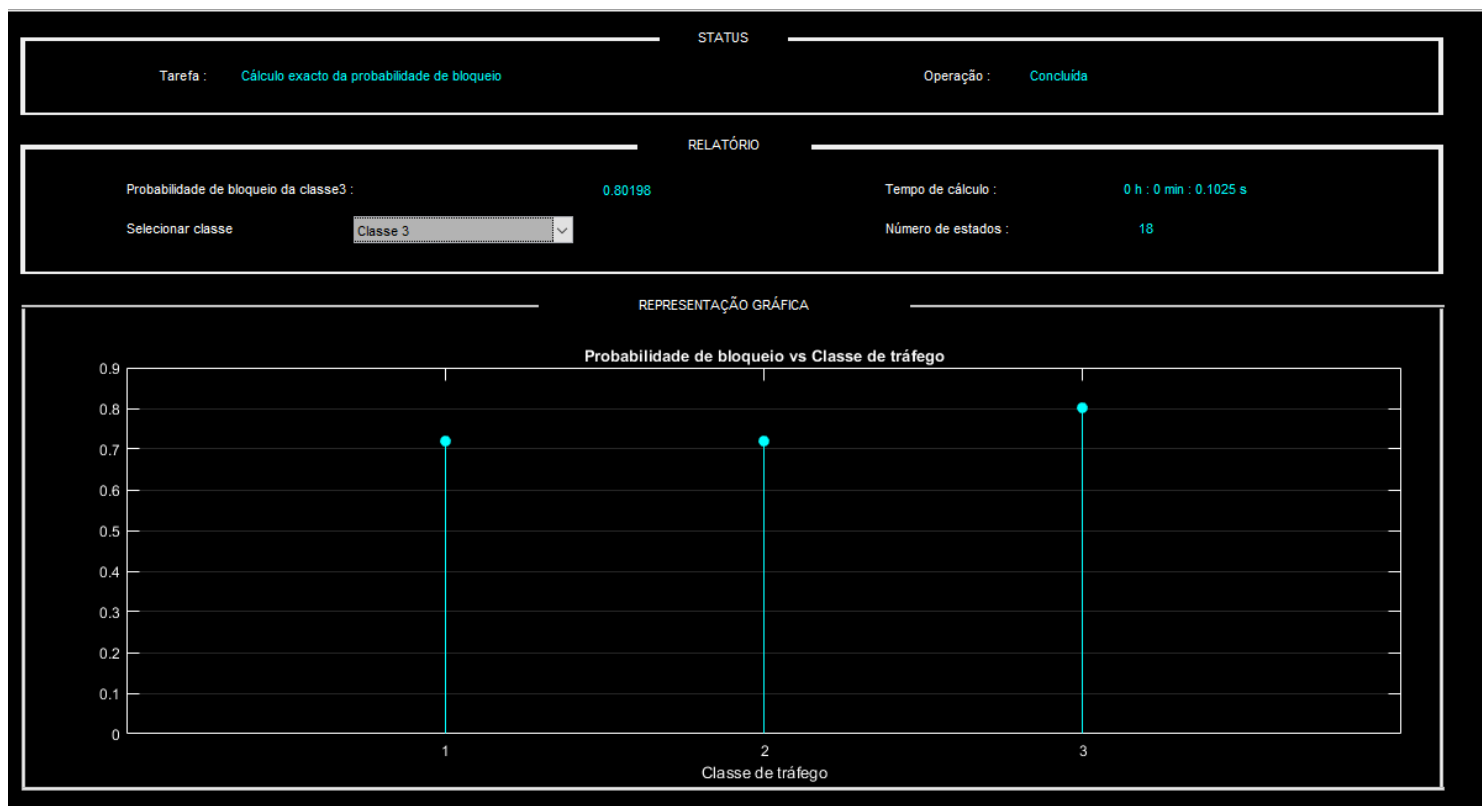 STATUS
Tarefa : Cálculo exacto da probabilidade de bloqueio Operação : Concluída
RELATÓRIO
Probabilidade de bloqueio da classe3 : 0.80198 Tempo de cálculo : 0 h : 0 min : 0.1025 s
Selecionar classe Classe 3 Número de estados : 18
REPRESENTAÇÃO GRÁFICA
Probabilidade de bloqueio vs Classe de tráfego
0.9
0.8
0.7
0.6
0.5
0.4
0.3
0.2
0.1
0
1 2 3
Classe de tráfego